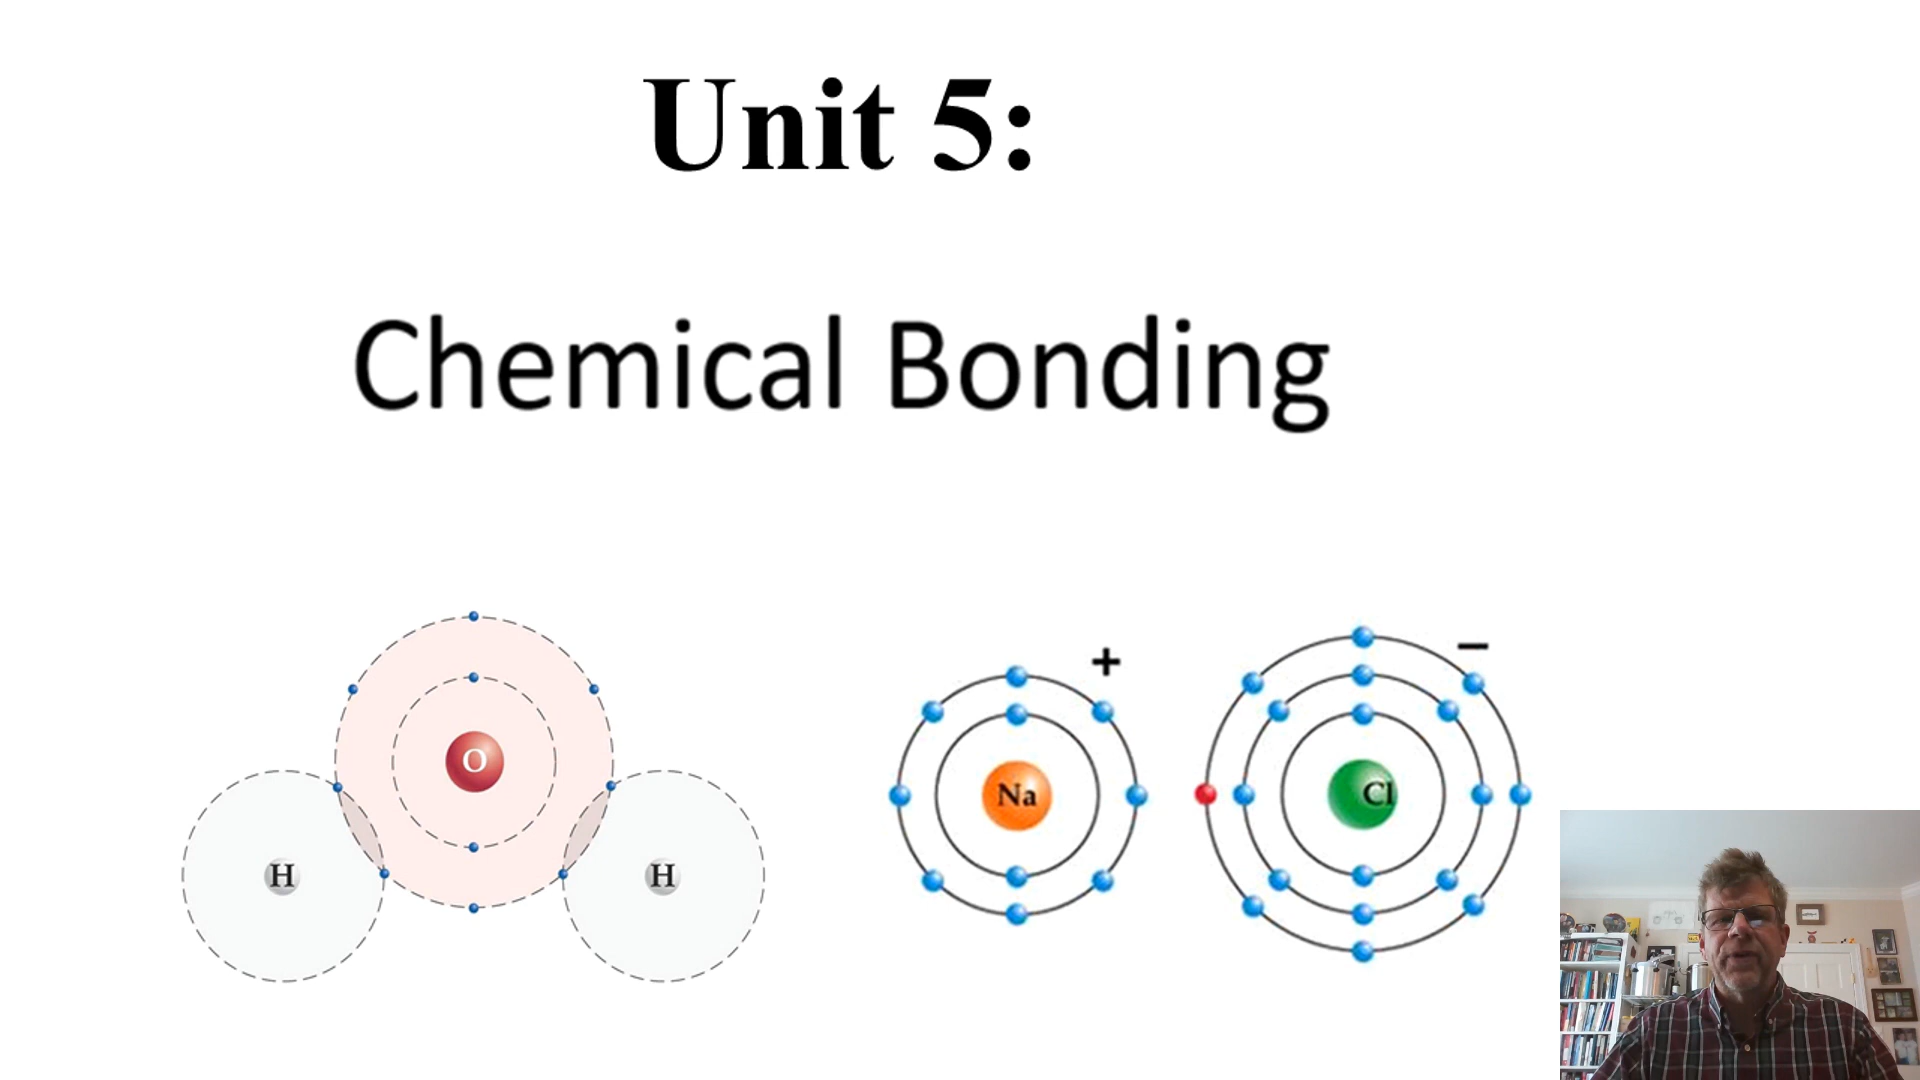 Unit 5:
Chemical Bonding
+
−
O
Na
Cl
H
H